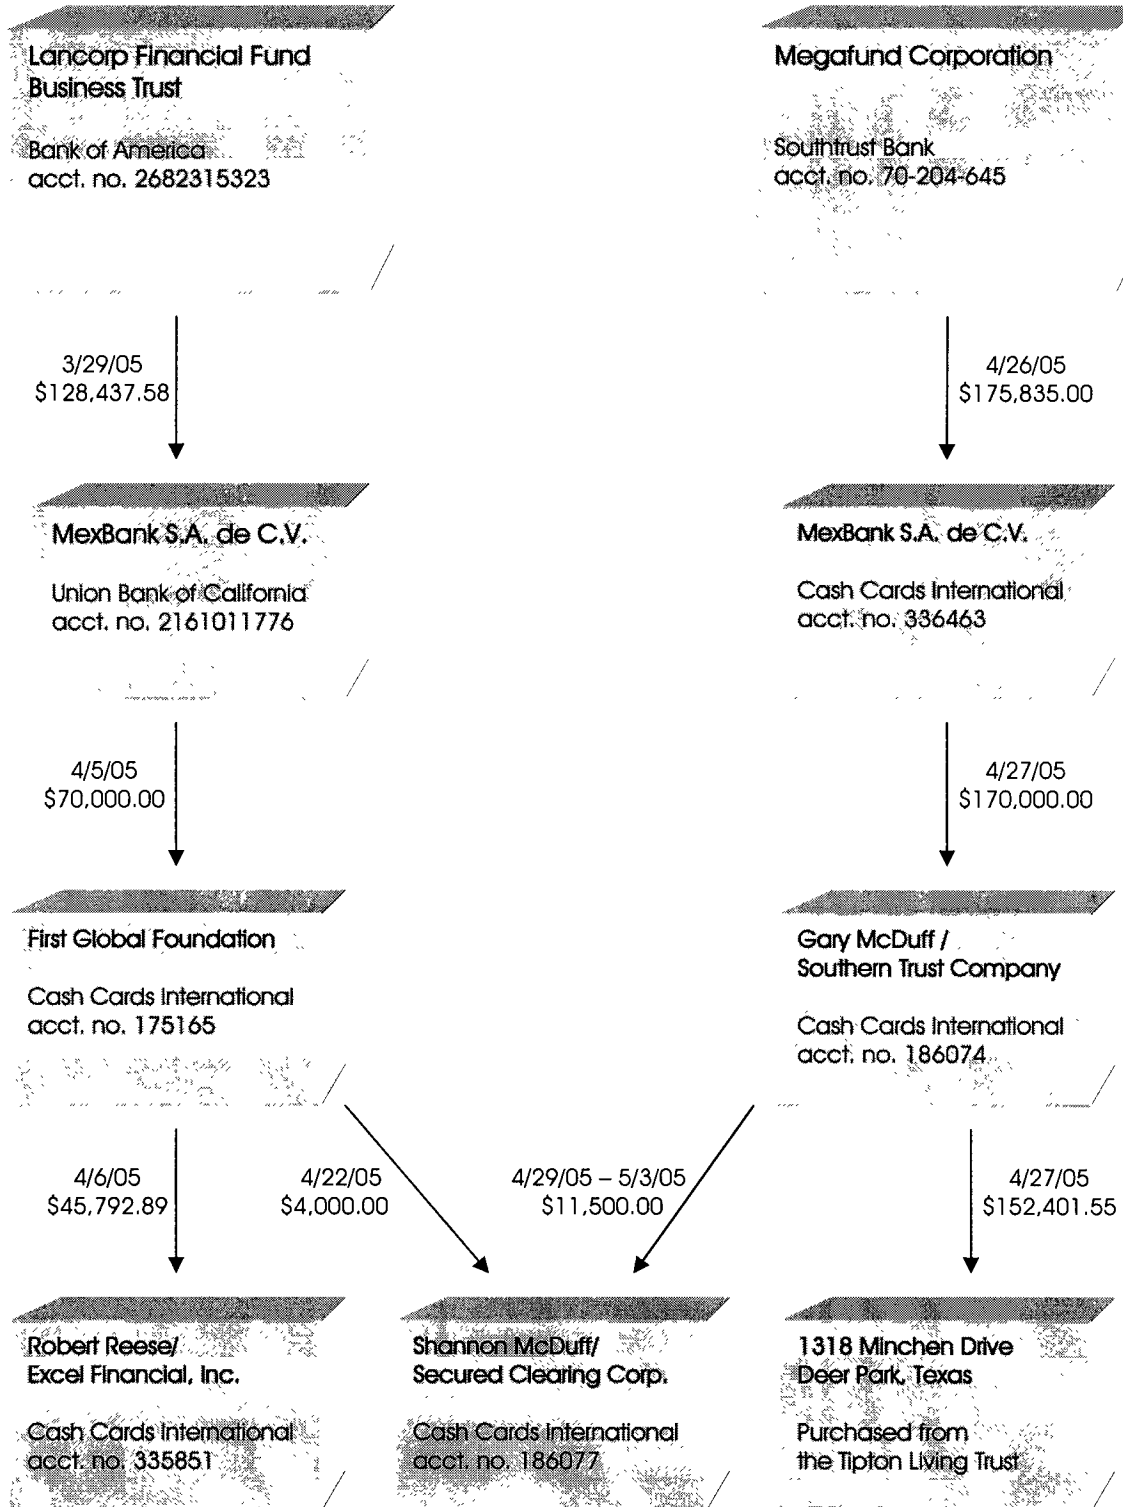 Lancorp Financial Fund
Business Trust
Bank of America
acct. no. 2682315323
Megafund Corporation
Southtrust Bank
acct. no. 70-204-645
3/29/05
$128,437.58
4/26/05
$175,835.00
MexBank S.A. de C.V.
Union Bank of California
acct. no. 2161011776
MexBank S.A. de C.V.
Cash Cards International
acct. no. 336463
4/5/05
$70,000.00
4/27/05
$170,000.00
First Global Foundation
Cash Cards International
acct. no. 175165
Gary McDuff /
Southern Trust Company
Cash Cards International
acct. no. 186074
4/6/05
$45,792.89
4/22/05
$4,000.00
4/29/05 – 5/3/05
$11,500.00
4/27/05
$152,401.55
Robert Reese/
Excel Financial, Inc.
Cash Cards International
acct. no. 335851
Shannon McDuff/
Secured Clearing Corp.
Cash Cards International
acct. no. 186077
1318 Minchen Drive
Deer Park, Texas
Purchased from
the Tipton Living Trust